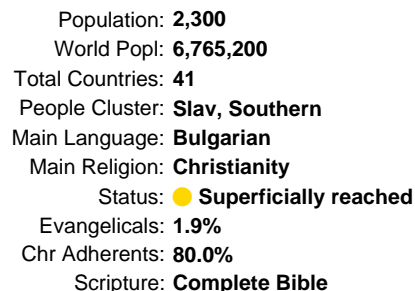 Population: 2,300
World Popl: 6,765,200
Total Countries: 41
People Cluster: Slav, Southern
Main Language: Bulgarian
Main Religion: Christianity
Status: Superficially reached
Evangelicals: 1.9%
Chr Adherents: 80.0%
Scripture: Complete Bible